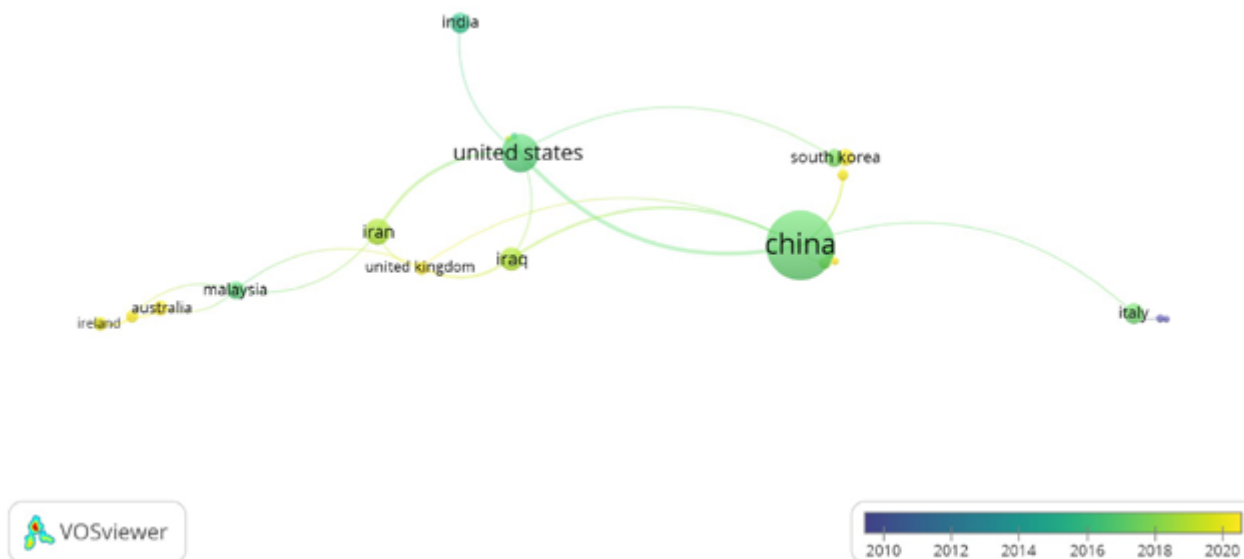 india
united states
south korea
iran
china
united kingdom
iraq
malaysia
australia
ireland
italy
VOSviewer
2010 2012 2014 2016 2018 2020